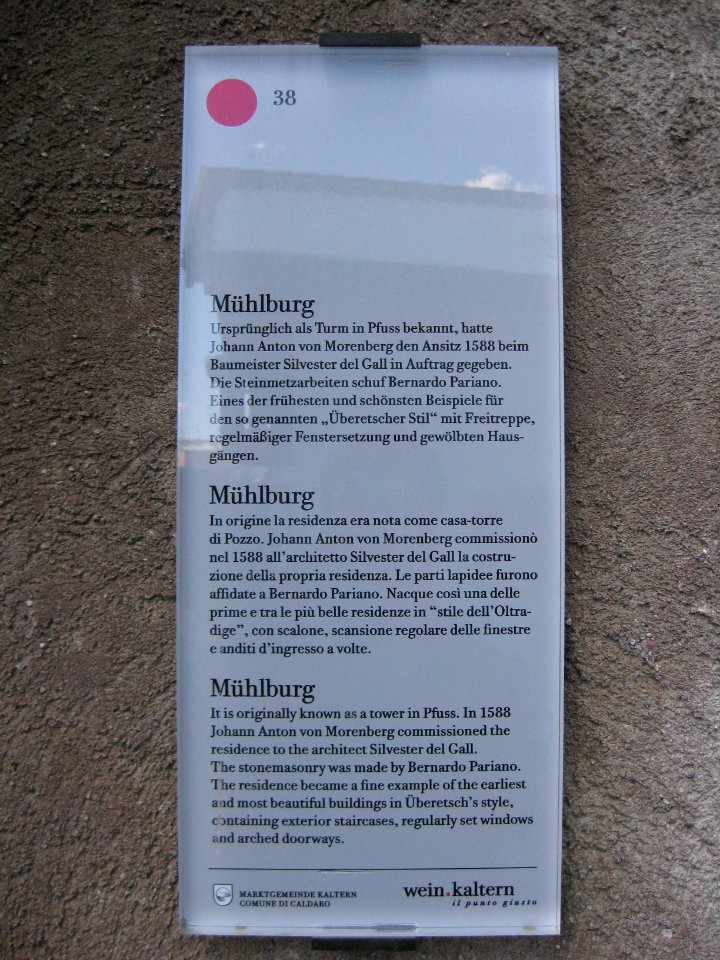 38
Mühlburg
Ursprünglich als Turm in Pfuss bekannt, hatte
Johann Anton von Morenberg den Ansitz 1588 beim
Baumeister Silvester del Gall in Auftrag gegeben.
Die Steinmetzarbeiten schuf Bernardo Pariano.
Eines der frühesten und schönsten Beispiele für
den so genannten „Überetscher Stil“ mit Freitreppe,
regelmäßiger Fenstersetzung und gewölbten Haus-
gängen.
Mühlburg
In origine la residenza era nota come casa-torre
di Pozzo. Johann Anton von Morenberg commissionò
nel 1588 all’architetto Silvester del Gall la costru-
zione della propria residenza. Le parti lapidee furono
affidate a Bernardo Pariano. Nacque così una delle
prime e tra le più belle residenze in “stile dell’Oltra-
dige”, con scalone, scansione regolare delle finestre
e anditi d’ingresso a volte.
Mühlburg
It is originally known as a tower in Pfuss. In 1588
Johann Anton von Morenberg commissioned the
residence to the architect Silvester del Gall.
The stonemasonry was made by Bernardo Pariano.
The residence became a fine example of the earliest
and most beautiful buildings in Überetsch’s style,
containing exterior staircases, regularly set windows
and arched doorways.
MARKTGEMEINDE KALTERN
COMUNE DI CALDARO
wein.kaltern
il punto giusto